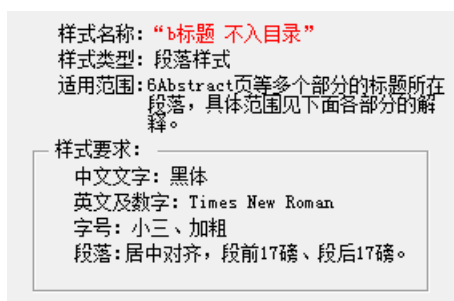 样式名称：“b标题 不入目录”
样式类型：段落样式
适用范围：6Abstract页等多个部分的标题所在
段落，具体范围见下面各部分的解
释。
样式要求：
中文文字：黑体
英文及数字：Times New Roman
字号：小三、加粗
段落：居中对齐，段前17磅、段后17磅。